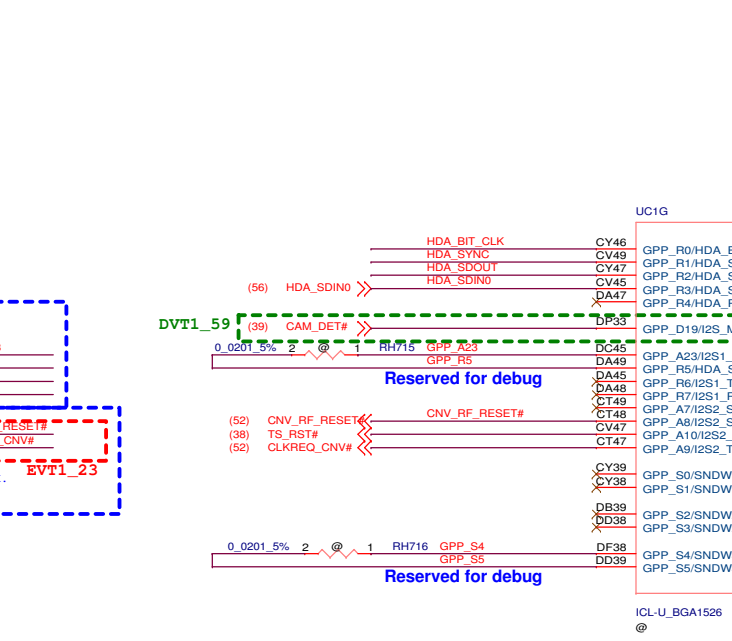 UC1G
HDA_BIT_CLK CY46 GPP_R0/HDA_B
HDA_SYNC CV49 GPP_R1/HDA_S
HDA_SDOUT CY47 GPP_R2/HDA_S
(56) HDA_SDIN0 HDA_SDIN0 CV45 GPP_R3/HDA_S
DA47 GPP_R4/HDA_R
DVT1_59 (39) CAM_DET# DP33 GPP_D19/I2S_M
0_0201_5% 2 @ 1 RH715 GPP_A23 DC45 GPP_A23/I2S1_
GPP_R5 DA49 GPP_R5/HDA_S
Reserved for debug DA45 GPP_R6/I2S1_T
DA48 GPP_R7/I2S1_R
CT49 GPP_A7/I2S2_S
(52) CNV_RF_RESET# CNV_RF_RESET# CT48 GPP_A8/I2S2_S
(38) TS_RST# CV47 GPP_A10/I2S2_
(52) CLKREQ_CNV# CT47 GPP_A9/I2S2_T
RESET#
CNV#
EVT1_23
CY39 GPP_S0/SNDW
CY38 GPP_S1/SNDW
DB39 GPP_S2/SNDW
DD38 GPP_S3/SNDW
0_0201_5% 2 @ 1 RH716 GPP_S4 DF38 GPP_S4/SNDW
GPP_S5 DD39 GPP_S5/SNDW
Reserved for debug
ICL-U_BGA1526
@